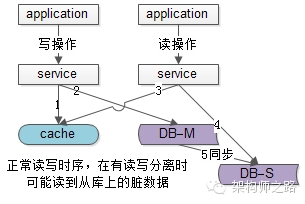 application
application
写操作
读操作
service
service
1
2
3
4
cache
DB-M
5同步
DB-S
正常读写时序，在有读写分离时
可能读到从库上的脏数据
架构师之路